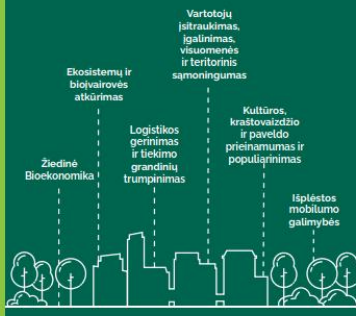 Vartotojų
įsitraukimas,
įgalinimas,
visuomenės
ir teritorinis
sąmoningumas
Ekosistemų ir
biojvairovės
atkūrimas
Kultūros,
kraštovaizdžio
ir paveldo
prieinamumas ir
populiarinimas
Logistikos
gerinimas
ir tiekimo
grandinių
trumpinimas
Žiedinė
Bioekonomika
Išplėstos
mobilumo
galimybės